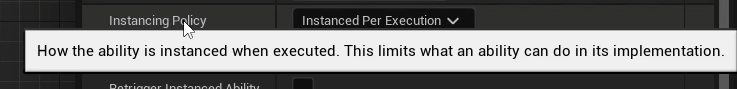 Instancing Policy Instanced Per Execution
How the ability is instanced when executed. This limits what an ability can do in its implementation.
Retrigger Instanced Ability